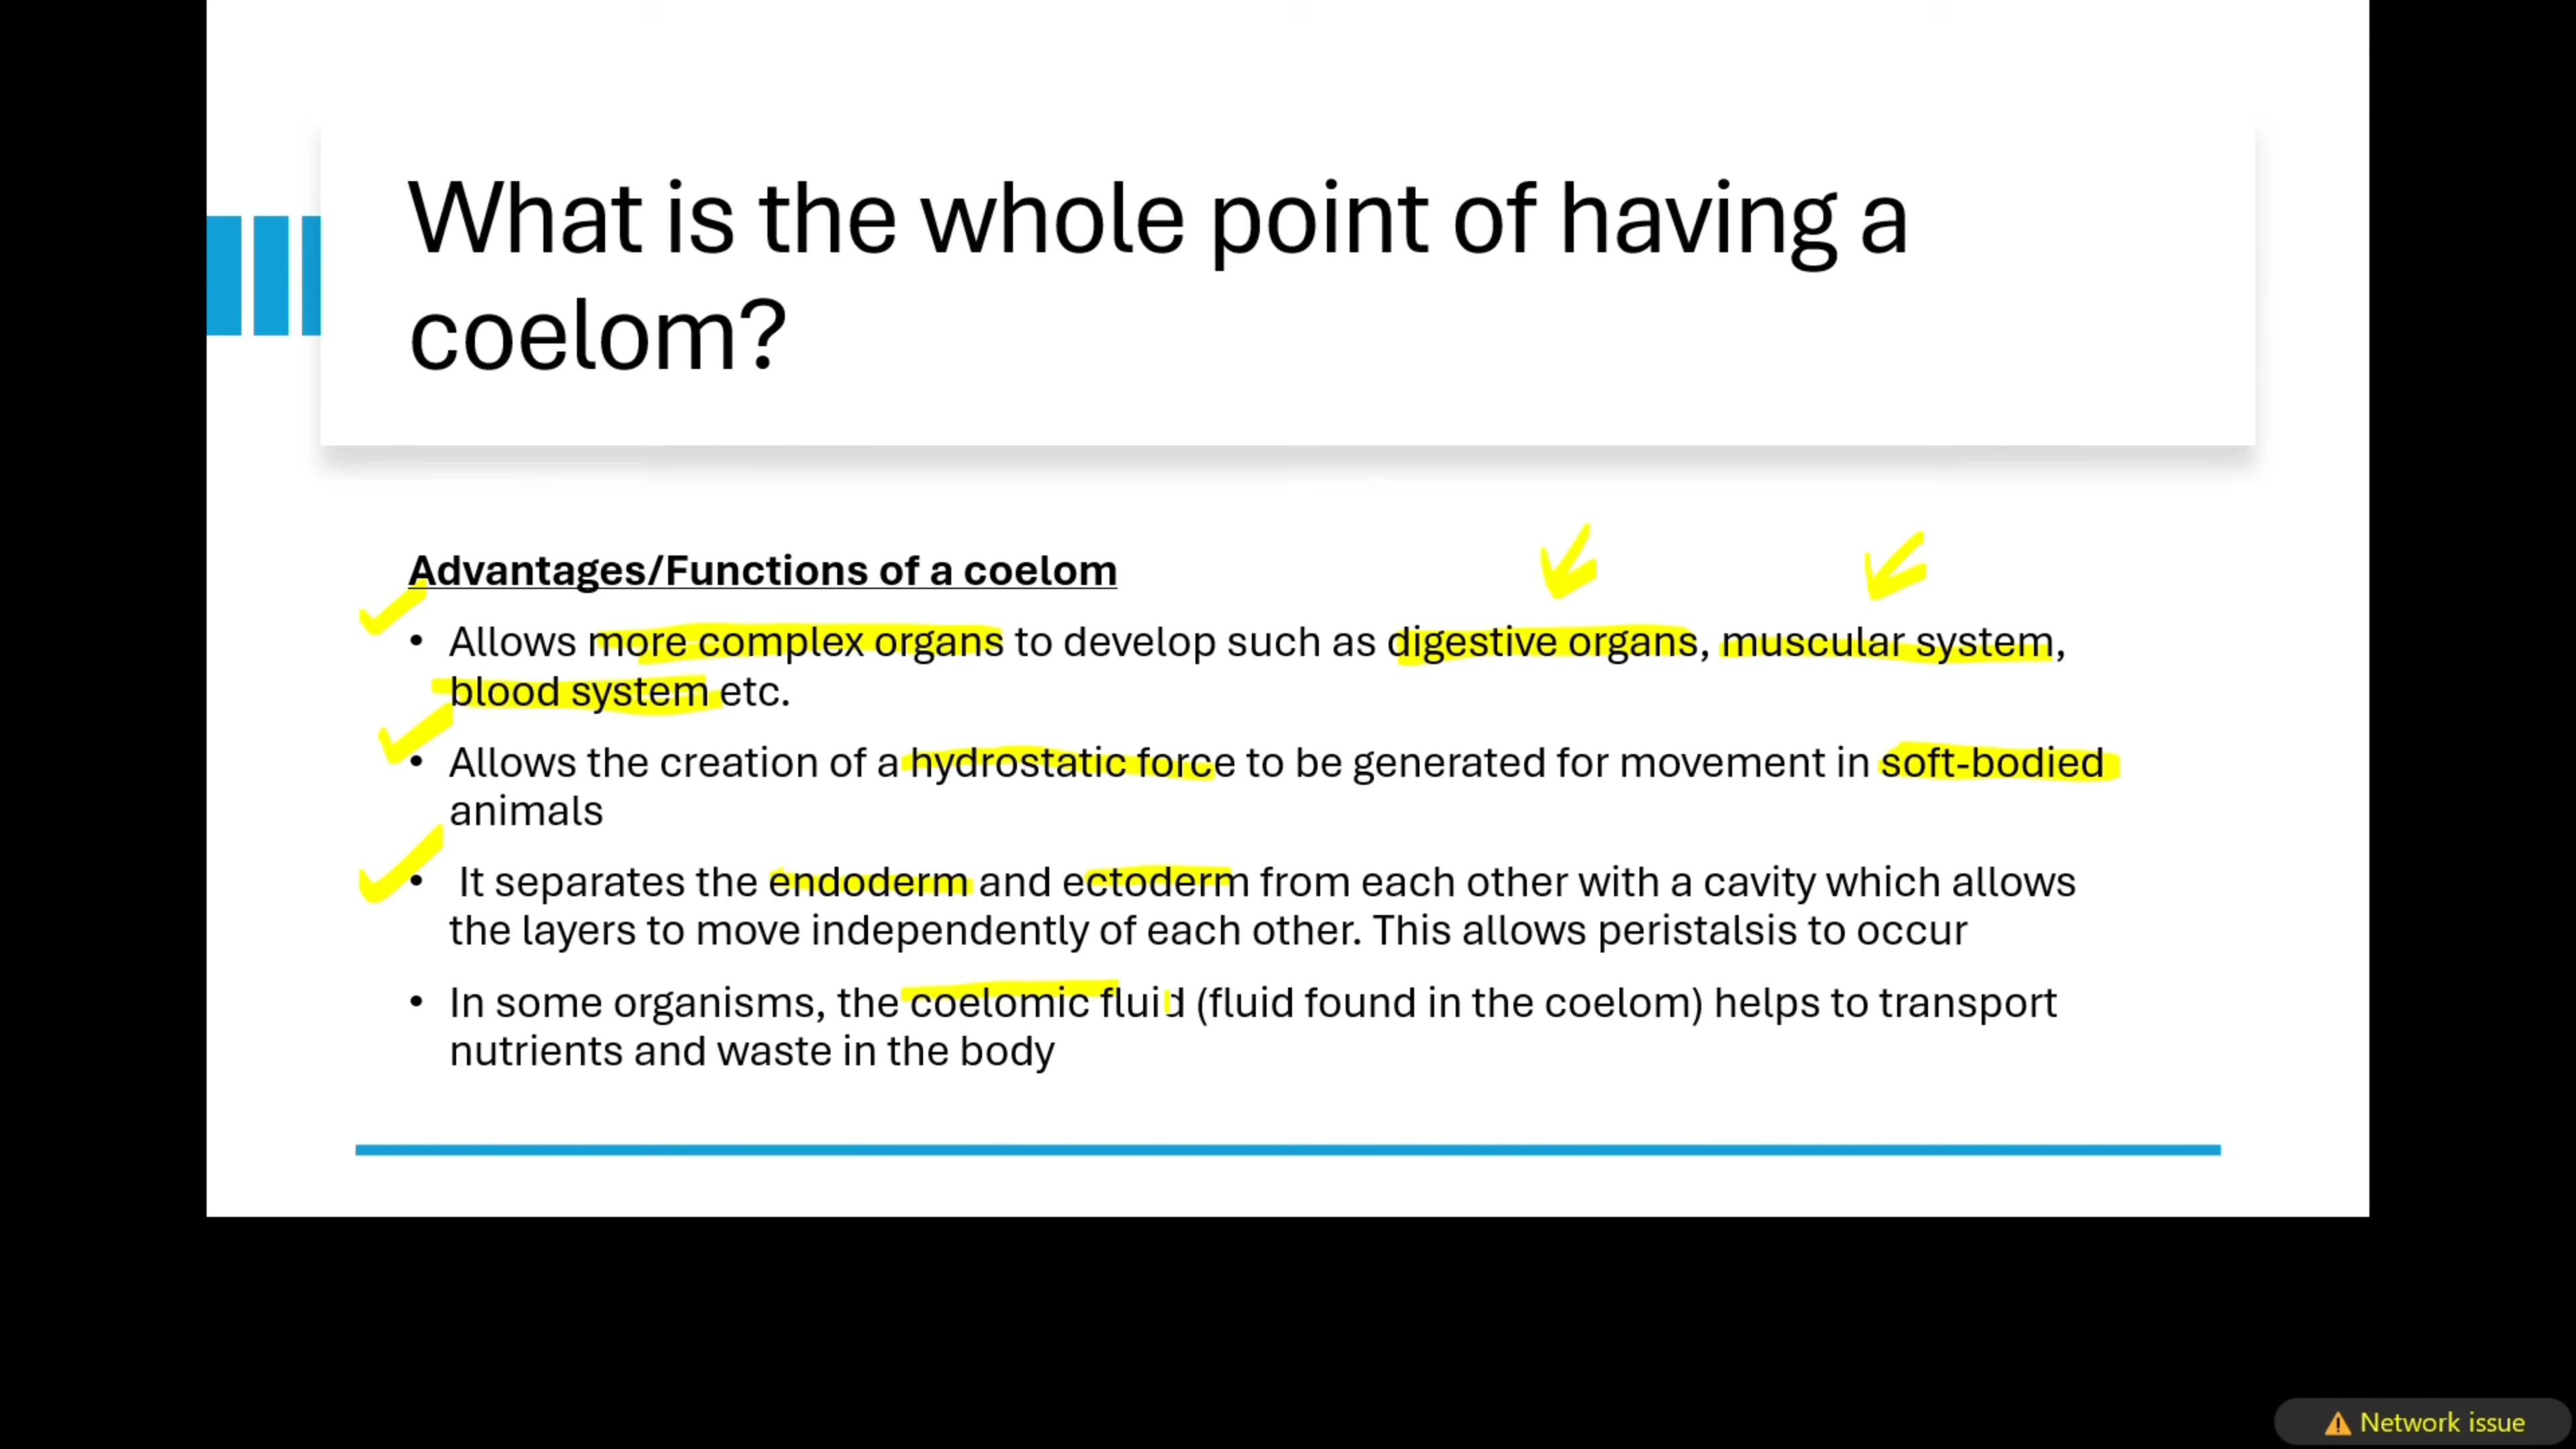 What is the whole point of having a
coelom?
Advantages/Functions of a coelom
• Allows more complex organs to develop such as digestive organs, muscular system,
blood system etc.
• Allows the creation of a hydrostatic force to be generated for movement in soft-bodied
animals
• It separates the endoderm and ectoderm from each other with a cavity which allows
the layers to move independently of each other. This allows peristalsis to occur
• In some organisms, the coelomic fluid (fluid found in the coelom) helps to transport
nutrients and waste in the body
Network issue